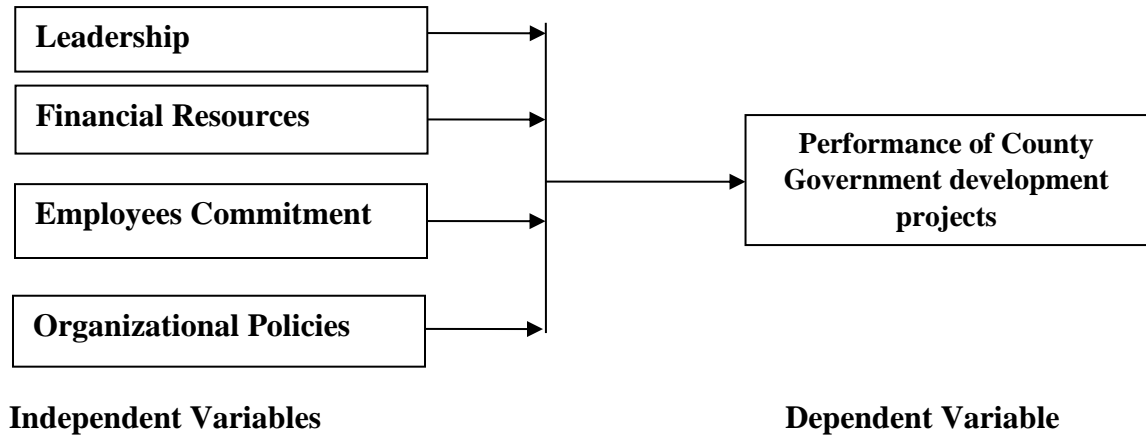 Leadership
Financial Resources
Employees Commitment
Organizational Policies
Performance of County
Government development
projects
Independent Variables
Dependent Variable